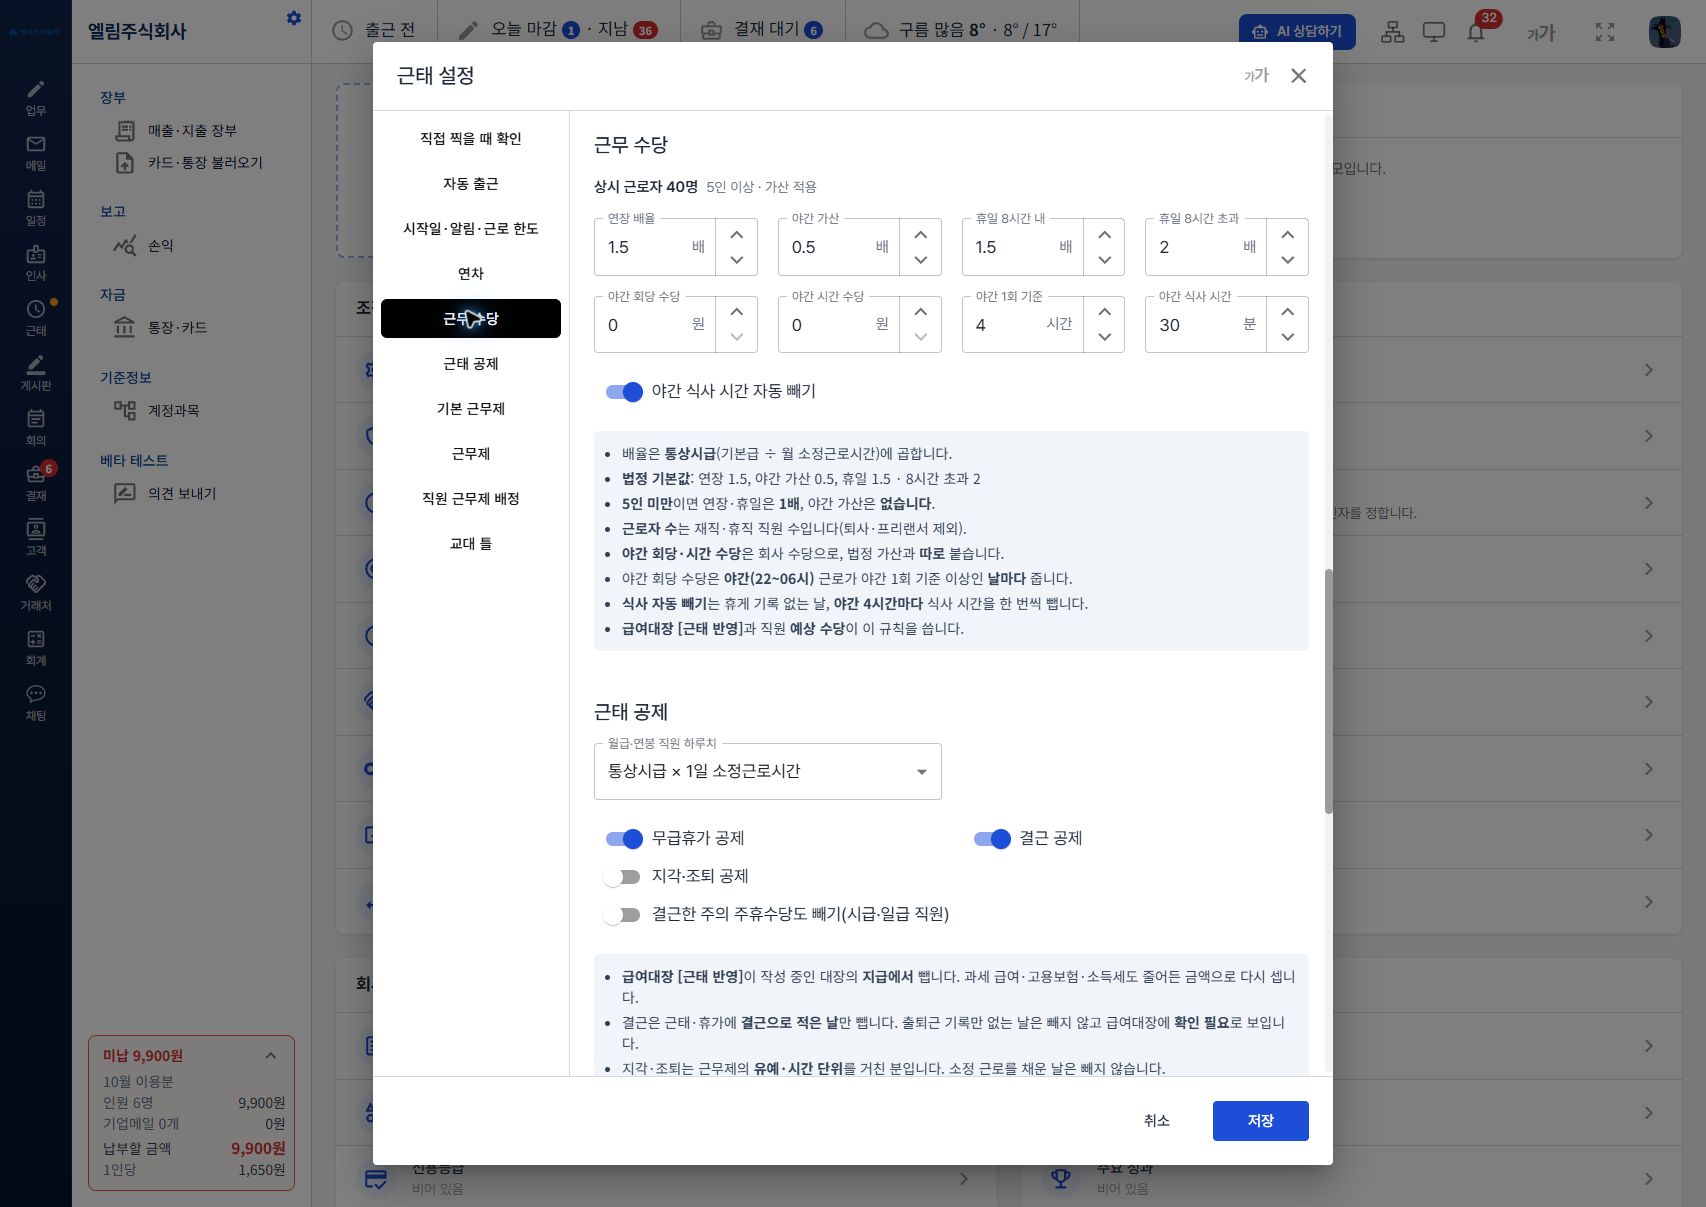 엘림주식회사
출근 전
오늘 마감 1 · 지남 36
결재 대기 6
구름 많음 8° · 8° / 17°
AI 상담하기
32
가가
업무
메일
일정
인사
근태
게시판
회의
6
결재
고객
거래처
회계
채팅
장부
매출·지출 장부
카드·통장 불러오기
보고
손익
자금
통장·카드
기준정보
계정과목
베타 테스트
의견 보내기
미납 9,900원
10월 이용분
인원 6명 9,900원
기업메일 0개 0원
납부할 금액 9,900원
1인당 1,650원
근태 설정
가가
직접 찍을 때 확인
자동 출근
시작일·알림·근로 한도
연차
근무 수당
근태 공제
기본 근무제
근무제
직원 근무제 배정
교대 틀
근무 수당
상시 근로자 40명 5인 이상 · 가산 적용
연장 배율
1.5 배
야간 가산
0.5 배
휴일 8시간 내
1.5 배
휴일 8시간 초과
2 배
야간 회당 수당
0 원
야간 시간 수당
0 원
야간 1회 기준
4 시간
야간 식사 시간
30 분
야간 식사 시간 자동 빼기
배율은 통상시급(기본급 ÷ 월 소정근로시간)에 곱합니다.
법정 기본값: 연장 1.5, 야간 가산 0.5, 휴일 1.5 · 8시간 초과 2
5인 미만이면 연장·휴일은 1배, 야간 가산은 없습니다.
근로자 수는 재직·휴직 직원 수입니다(퇴사·프리랜서 제외).
야간 회당·시간 수당은 회사 수당으로, 법정 가산과 따로 붙습니다.
야간 회당 수당은 야간(22~06시) 근로가 야간 1회 기준 이상인 날마다 줍니다.
식사 자동 빼기는 휴게 기록 없는 날, 야간 4시간마다 식사 시간을 한 번씩 뺍니다.
급여대장 [근태 반영]과 직원 예상 수당이 이 규칙을 씁니다.
근태 공제
월급·연봉 직원 하루치
통상시급 × 1일 소정근로시간
무급휴가 공제
결근 공제
지각·조퇴 공제
결근한 주의 주휴수당도 빼기(시급·일급 직원)
급여대장 [근태 반영]이 작성 중인 대장의 지급에서 뺍니다. 과세 급여·고용보험·소득세도 줄어든 금액으로 다시 셉니
다.
결근은 근태·휴가에 결근으로 적은 날만 뺍니다. 출퇴근 기록만 없는 날은 빼지 않고 급여대장에 확인 필요로 보입니
다.
지각·조퇴는 근무제의 유예·시간 단위를 거친 분입니다. 소정 근로를 채운 날은 빼지 않습니다.
취소
저장
모입니다.
자를 정합니다.
비어 있음
비어 있음